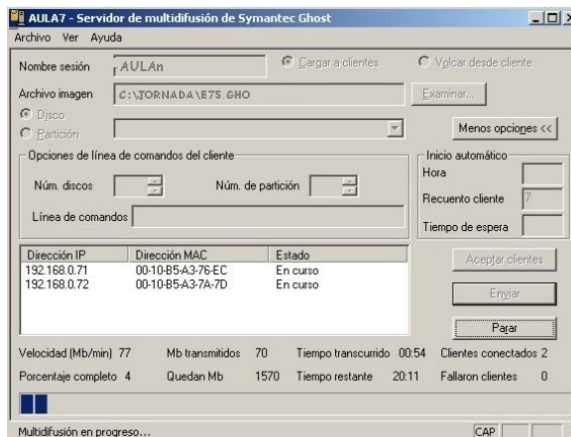 AULA7 - Servidor de multidifusión de Symantec Ghost
Archivo Ver Ayuda
Nombre sesión AULAn Cargar a clientes Volcar desde cliente
Archivo imagen C:\JORNADA\E7S.GHO Examinar...
Disco
Partición Menos opciones <<
Opciones de línea de comandos del cliente Inicio automático
Hora
Núm. discos Núm. de partición Recuento cliente 7
Línea de comandos Tiempo de espera
Dirección IP Dirección MAC Estado
192.168.0.71 00-10-B5-A3-76-EC En curso
192.168.0.72 00-10-B5-A3-7A-7D En curso
Aceptar clientes
Enviar
Parar
Velocidad (Mb/min) 77 Mb transmitidos 70 Tiempo transcurrido 00:54 Clientes conectados 2
Porcentaje completo 4 Quedan Mb 1570 Tiempo restante 20:11 Fallaron clientes 0
Multidifusión en progreso... CAP